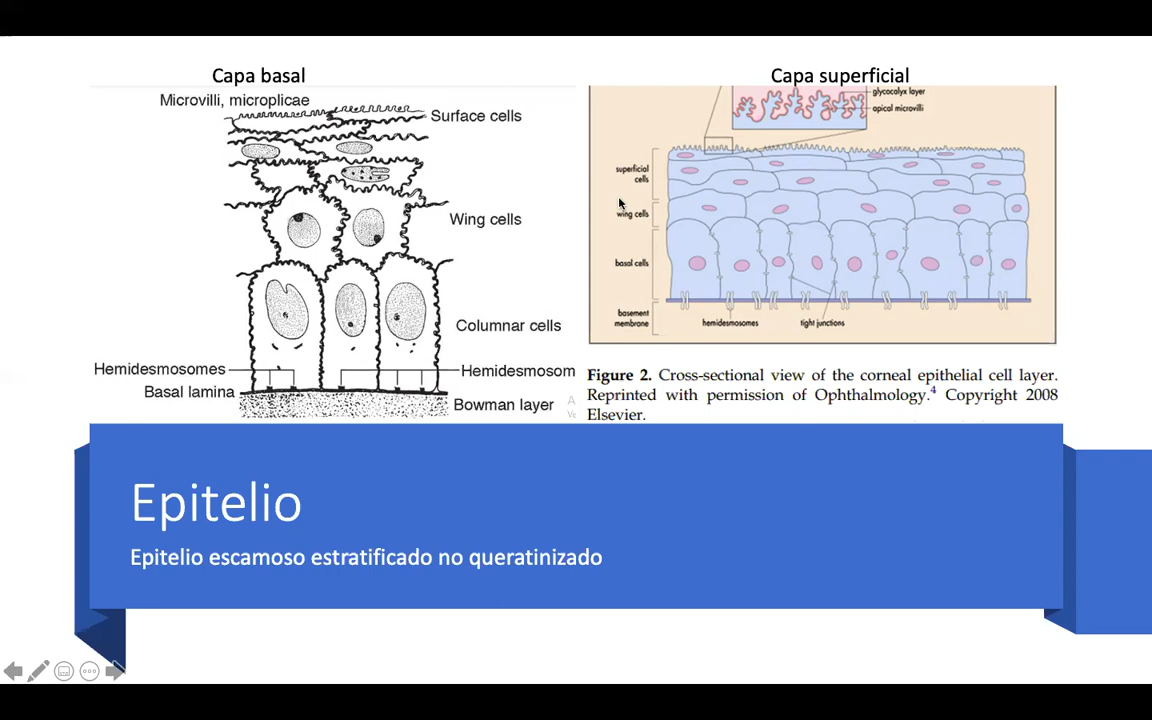 Capa basal
Microvilli, microplicae
Surface cells
Wing cells
Columnar cells
Hemidesmosomes
Hemidesmosom
Basal lamina
Bowman layer
Capa superficial
glycocalyx layer
apical microvilli
superficial
cells
wing cells
basal cells
basement
membrane
hemidesmosomes
tight junctions
Figure 2. Cross-sectional view of the corneal epithelial cell layer.
Reprinted with permission of Ophthalmology.4 Copyright 2008
Elsevier.
Epitelio
Epitelio escamoso estratificado no queratinizado